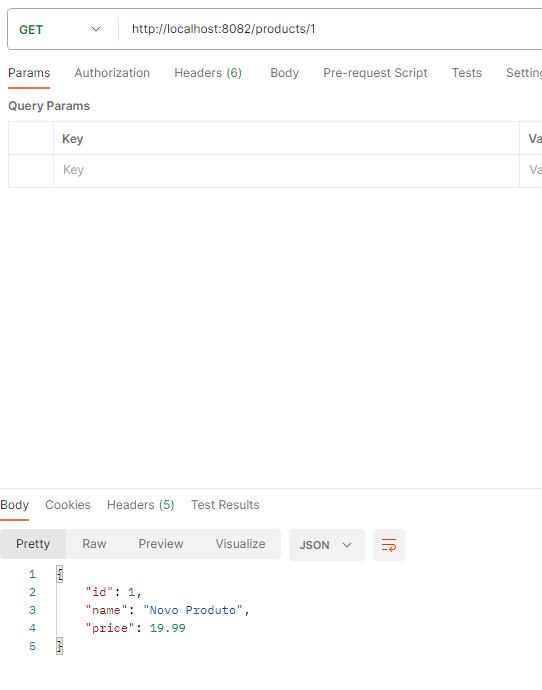 GET http://localhost:8082/products/1
Params Authorization Headers (6) Body Pre-request Script Tests Setting
Query Params
Key Va
Key Va
Body Cookies Headers (5) Test Results
Pretty Raw Preview Visualize JSON
1 {
2 "id": 1,
3 "name": "Novo Produto",
4 "price": 19.99
5 }